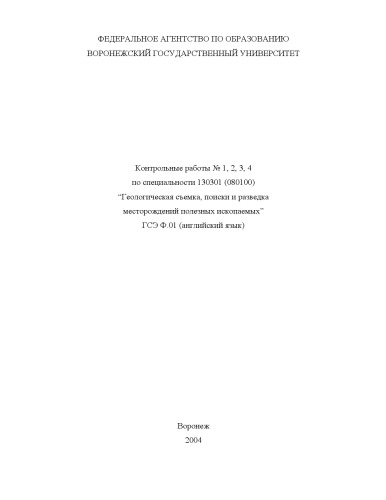 ФЕДЕРАЛЬНОЕ АГЕНТСТВО ПО ОБРАЗОВАНИЮ
ВОРОНЕЖСКИЙ ГОСУДАРСТВЕННЫЙ УНИВЕРСИТЕТ
Контрольные работы № 1, 2, 3, 4
по специальности 130301 (080100)
“Геологическая съемка, поиски и разведка
месторождений полезных ископаемых”
ГСЭ Ф.01 (английский язык)
Воронеж
2004